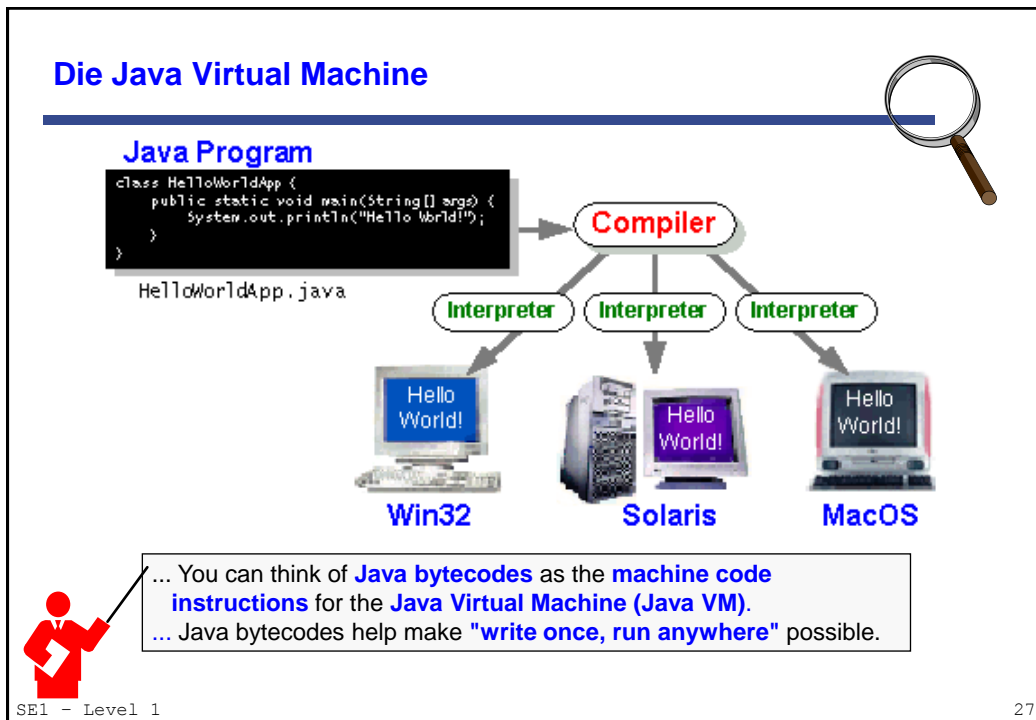 Die Java Virtual Machine
Java Program
class HelloWorldApp {
public static void main(String[] args) {
System.out.println("Hello World!");
}
}
HelloWorldApp.java
Compiler
Interpreter Interpreter Interpreter
Hello
World!
Hello
World!
Hello
World!
Win32 Solaris MacOS
... You can think of Java bytecodes as the machine code
instructions for the Java Virtual Machine (Java VM).
... Java bytecodes help make "write once, run anywhere" possible.
SE1 - Level 1 27